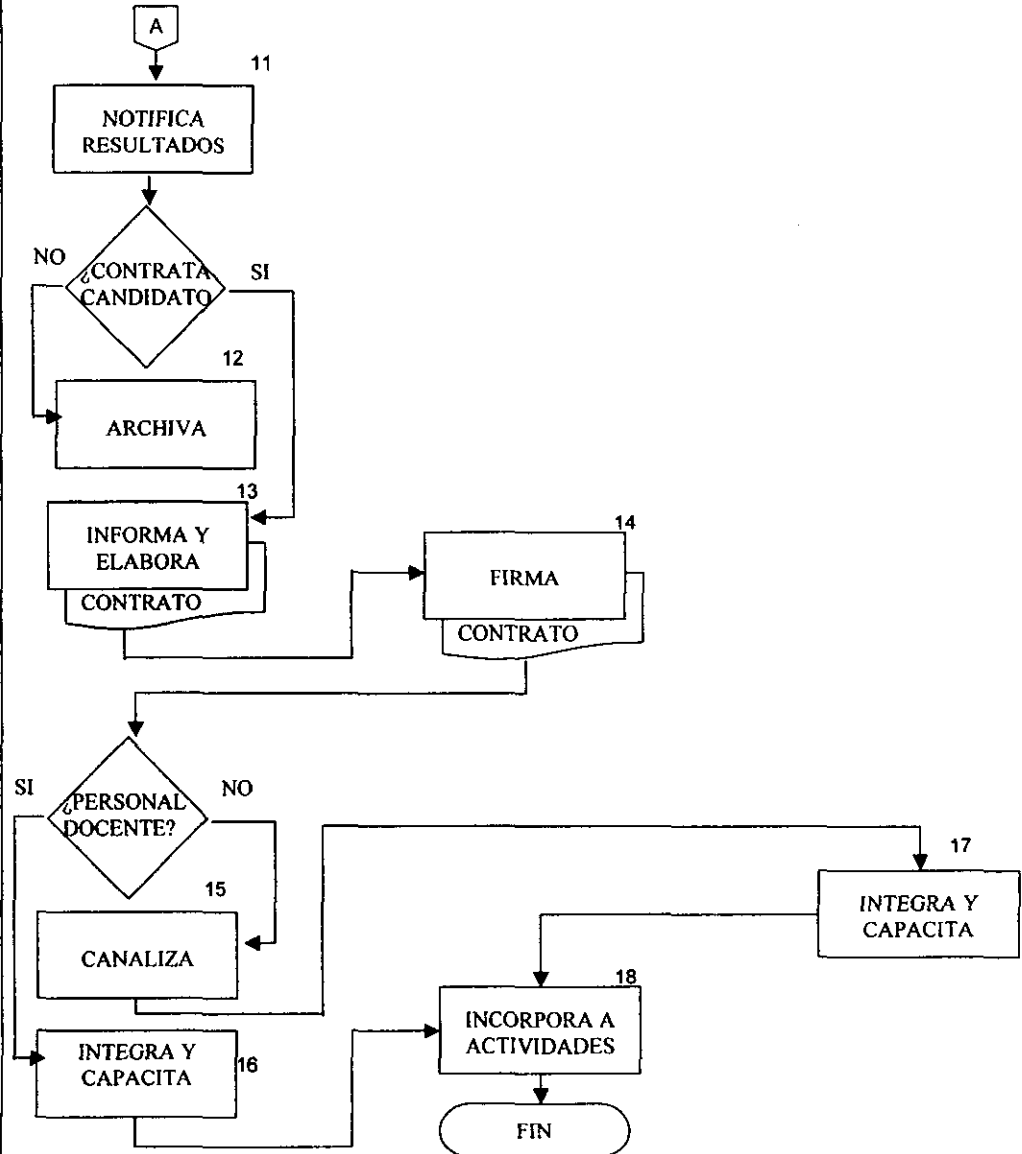 A
11
NOTIFICA
RESULTADOS
NO
¿CONTRATA
CANDIDATO
SI
12
ARCHIVA
13
INFORMA Y
ELABORA
CONTRATO
14
FIRMA
CONTRATO
SI
¿PERSONAL
DOCENTE?
NO
15
CANALIZA
17
INTEGRA Y
CAPACITA
16
INTEGRA Y
CAPACITA
18
INCORPORA A
ACTIVIDADES
FIN